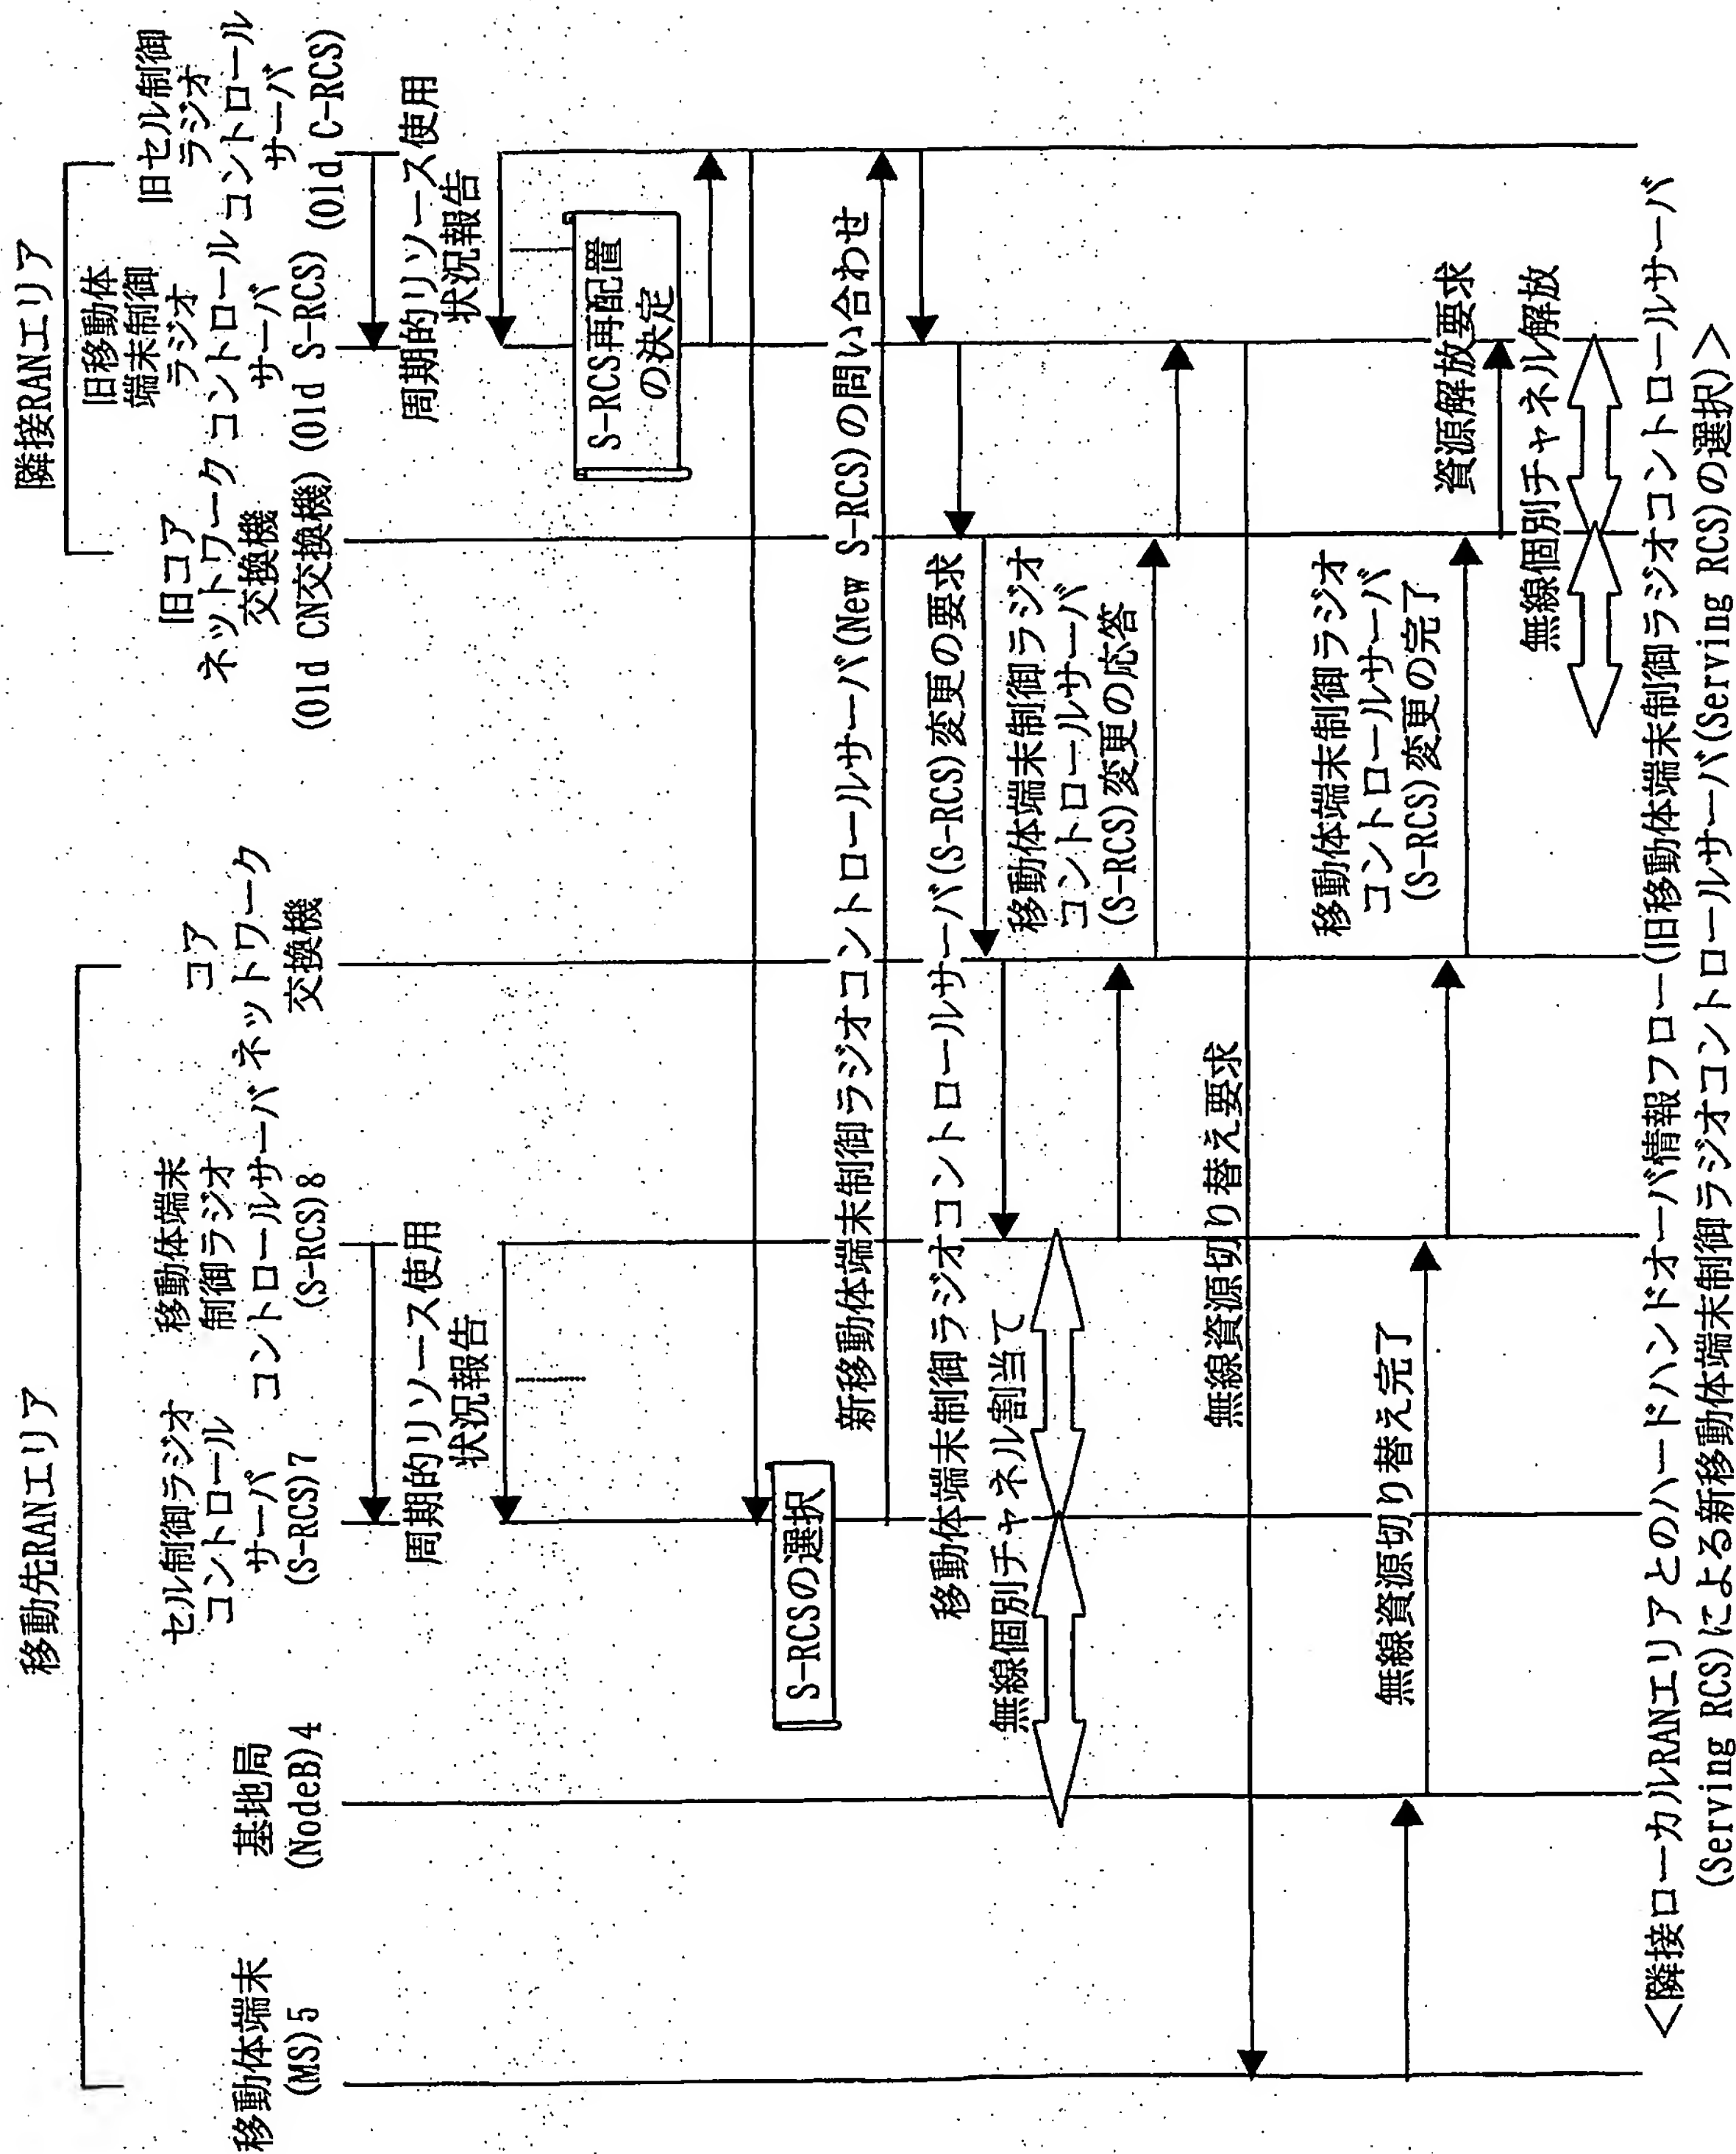 移動先RANエリア
隣接RANエリア
移動体端末
(MS)5
基地局
(NodeB)4
セル制御ラジオ
コントロール
サーバ
(S-RCS)7
移動体端末
制御ラジオ
コントロールサーバ
(S-RCS)8
コア
ネットワーク
交換機
旧コア
ネットワーク
交換機
(Old CN交換機)
旧移動体
端末制御
ラジオ
コントロール
サーバ
(Old S-RCS)
旧セル制御
ラジオ
コントロール
サーバ
(Old C-RCS)
周期的リソース使用
状況報告
周期的リソース使用
状況報告
S-RCS再配置
の決定
S-RCSの選択
新移動体端末制御ラジオコントロールサーバ(New S-RCS)の問い合わせ
移動体端末制御ラジオコントロールサーバ(S-RCS)変更の要求
無線個別チャネル割当て
移動体端末制御ラジオ
コントロールサーバ
(S-RCS)変更の応答
無線資源切り替え要求
無線資源切り替え完了
移動体端末制御ラジオ
コントロールサーバ
(S-RCS)変更の完了
資源解放要求
無線個別チャネル解放
<隣接ローカルRANエリアとのハードハンドオーバ情報フロー(旧移動体端末制御ラジオコントロールサーバ
(Serving RCS)による新移動体端末制御ラジオコントロールサーバ(Serving RCS)の選択)>